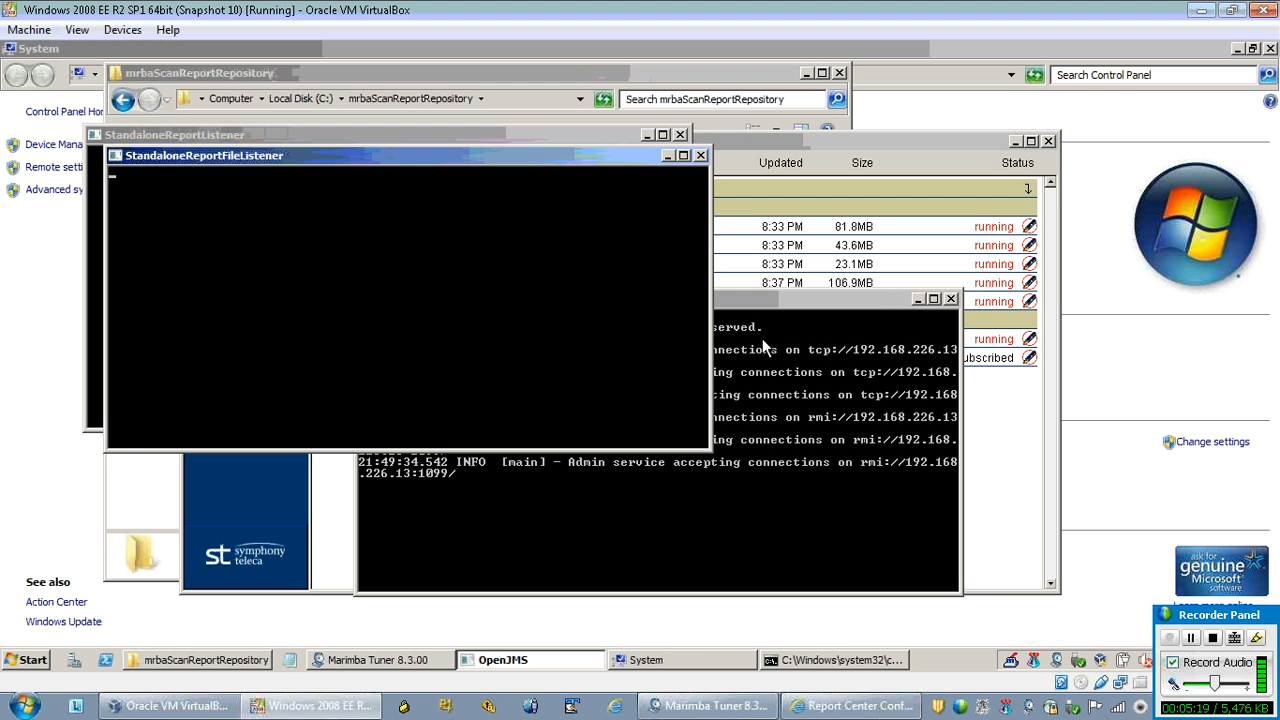 Windows 2008 EE R2 SP1 64bit (Snapshot 10) [Running] - Oracle VM VirtualBox
Machine View Devices Help
System
mrbaScanReportRepository
Search Control Panel
Computer Local Disk (C:) mrbaScanReportRepository
Search mrbaScanReportRepository
Control Panel Ho
StandaloneReportListener
Device Mana
StandaloneReportFileListener
Updated Size Status
Remote setti
Advanced sy
8:33 PM 81.8MB running
8:33 PM 43.6MB running
8:33 PM 23.1MB running
8:37 PM 106.9MB running
running
served.
running
nnections on tcp://192.168.226.13
ubscribed
ing connections on tcp://192.168.
ting connections on tcp://192.168
nnections on rmi://192.168.226.13
ing connections on rmi://192.168.
Change settings
21:49:34.542 INFO [main] - Admin service accepting connections on rmi://192.168
.226.13:1099/
st symphony
teleca
ask for
genuine
Microsoft
software
See also
Action Center
Windows Update
Recorder Panel
Start
mrbaScanReportRepository
Marimba Tuner 8.3.00
OpenJMS
System
C:\Windows\system32\c...
Record Audio
Oracle VM VirtualB...
Windows 2008 EE R...
Marimba Tuner 8.3....
Report Center Conf...
00:05:19 / 5,476 KB